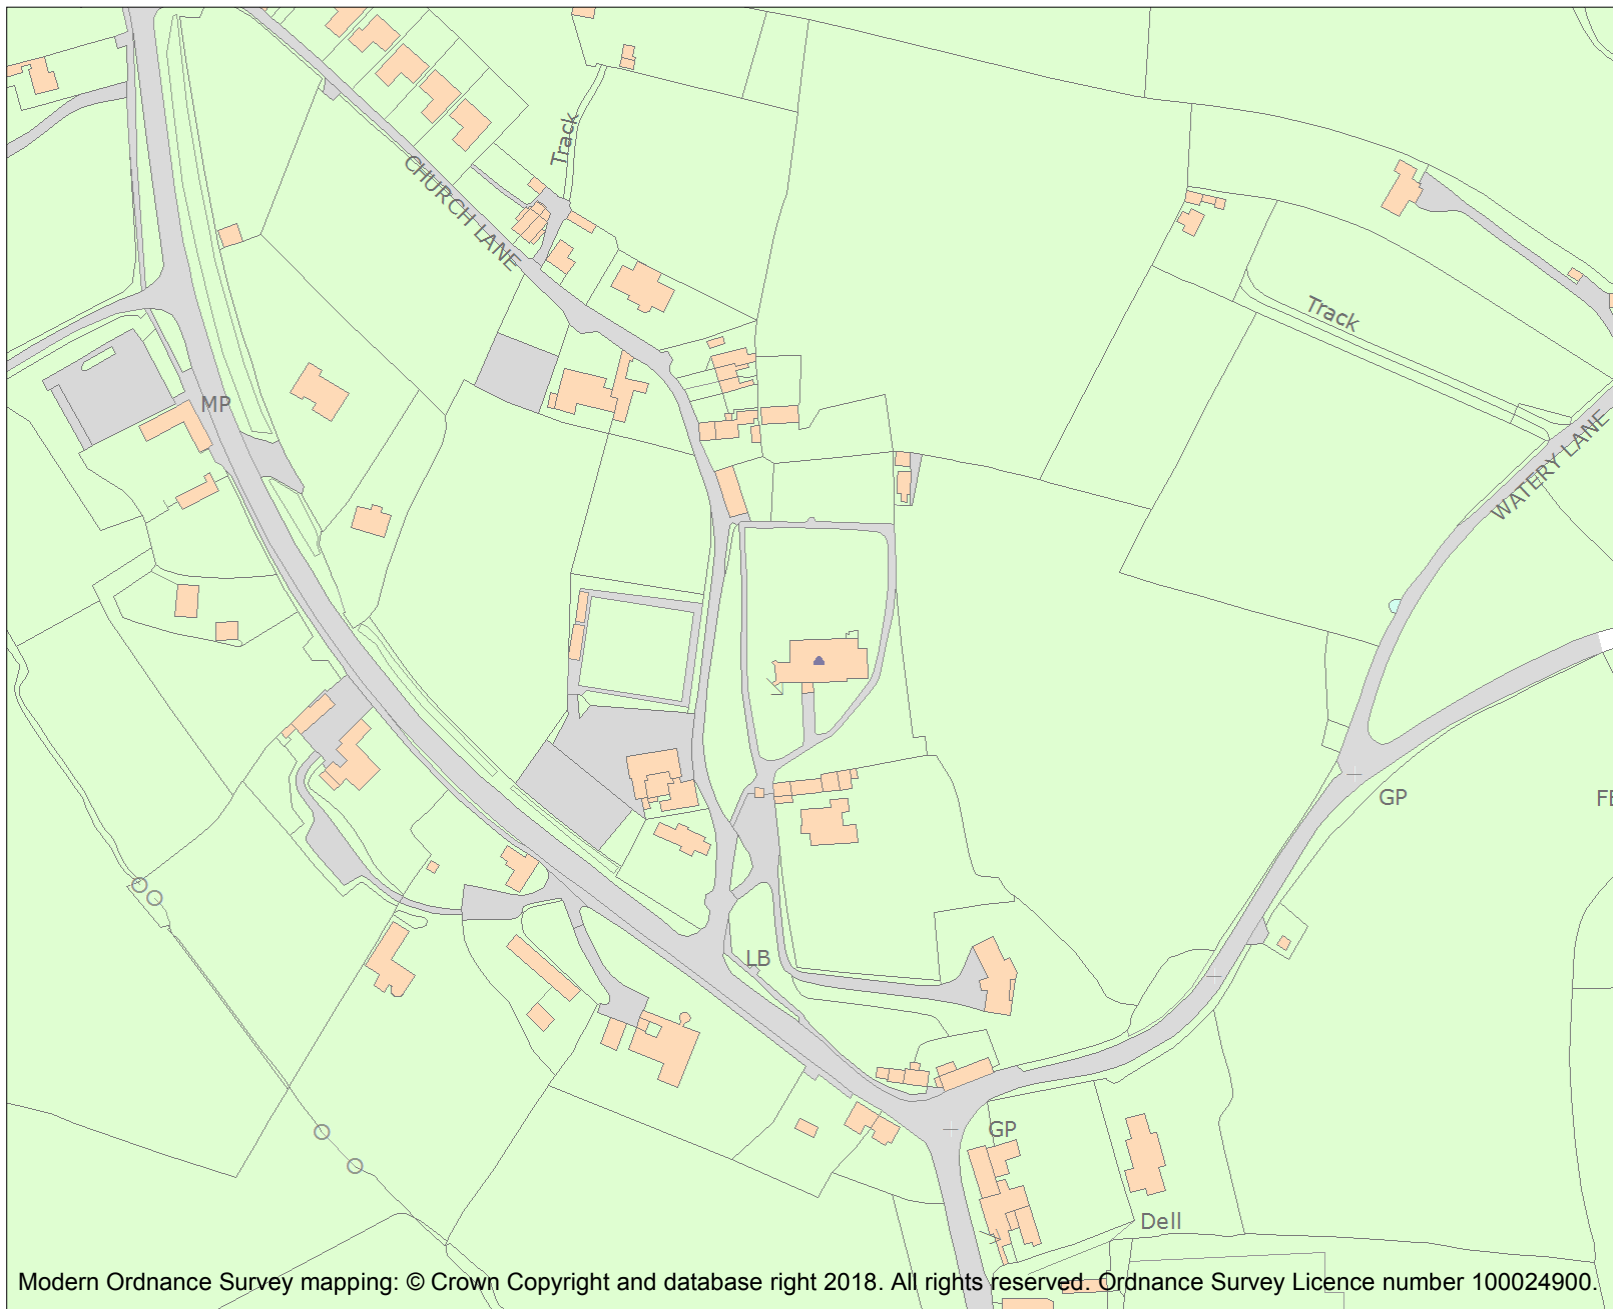 Track
CHURCH LANE
Track
MP
WATERY LANE
GP
LB
GP
Dell
Modern Ordnance Survey mapping: © Crown Copyright and database right 2018. All rights reserved. Ordnance Survey Licence number 100024900.